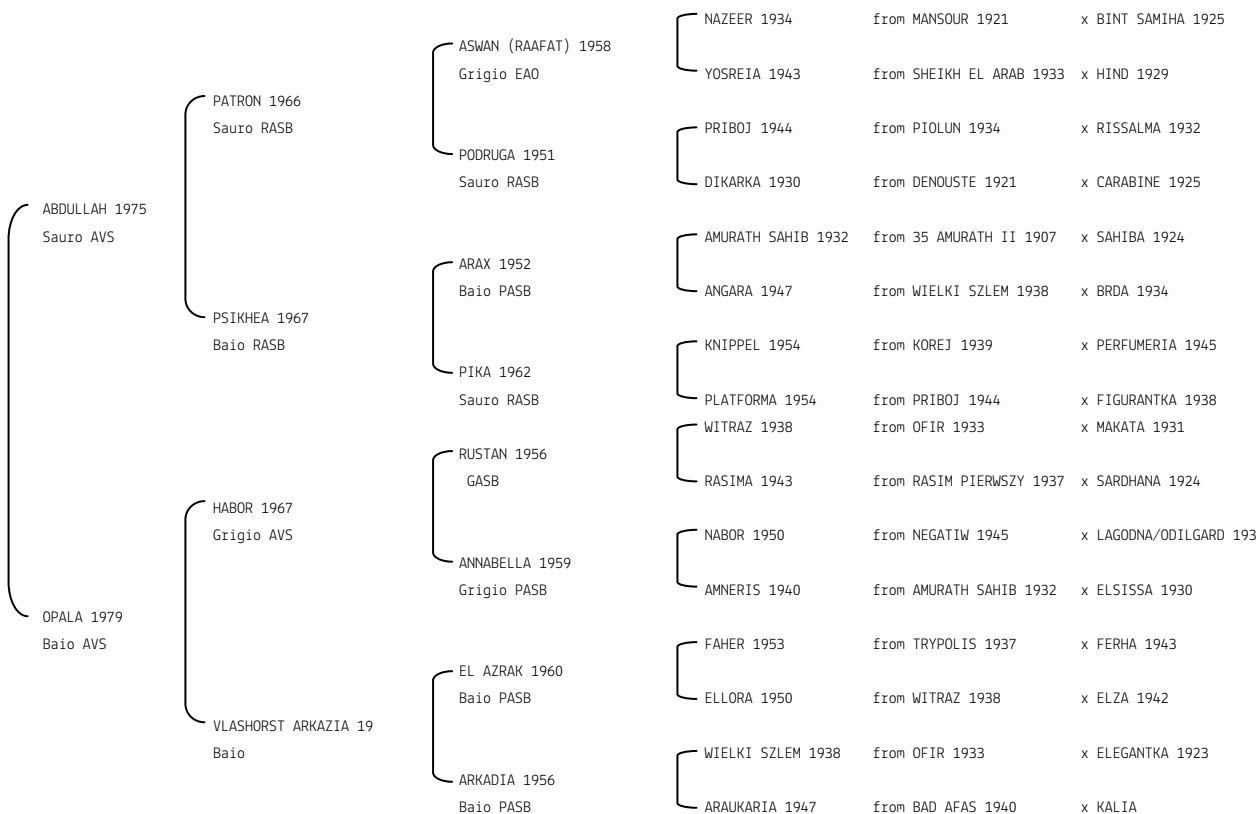 NAZEER 1934 from MANSOUR 1921 x BINT SAMIHA 1925
ASWAN (RAAFAT) 1958
Grigio EAO
YOSREIA 1943 from SHEIKH EL ARAB 1933 x HIND 1929
PATRON 1966
Sauro RASB
PRIBOJ 1944 from PIOLUN 1934 x RISSALMA 1932
PODRUGA 1951
Sauro RASB
DIKARKA 1930 from DENOUSTE 1921 x CARABINE 1925
ABDULLAH 1975
Sauro AVS
AMURATH SAHIB 1932 from 35 AMURATH II 1907 x SAHIBA 1924
ARAX 1952
Baio PASB
ANGARA 1947 from WIELKI SZLEM 1938 x BRDA 1934
PSIKHEA 1967
Baio RASB
KNIPPEL 1954 from KOREJ 1939 x PERFUMERIA 1945
PIKA 1962
Sauro RASB
PLATFORMA 1954 from PRIBOJ 1944 x FIGURANTKA 1938
WITRAZ 1938 from OFIR 1933 x MAKATA 1931
RUSTAN 1956
GASB
RASIMA 1943 from RASIM PIERWSZY 1937 x SARDHANA 1924
HABOR 1967
Grigio AVS
NABOR 1950 from NEGATIW 1945 x LAGODNA/ODILGARD 193
ANNABELLA 1959
Grigio PASB
AMNERIS 1940 from AMURATH SAHIB 1932 x ELSISSA 1930
OPALA 1979
Baio AVS
FAHER 1953 from TRYPOLIS 1937 x FERHA 1943
EL AZRAK 1960
Baio PASB
ELLORA 1950 from WITRAZ 1938 x ELZA 1942
VLASHORST ARKAZIA 19
Baio
WIELKI SZLEM 1938 from OFIR 1933 x ELEGANTKA 1923
ARKADIA 1956
Baio PASB
ARAUKARIA 1947 from BAD AFAS 1940 x KALIA